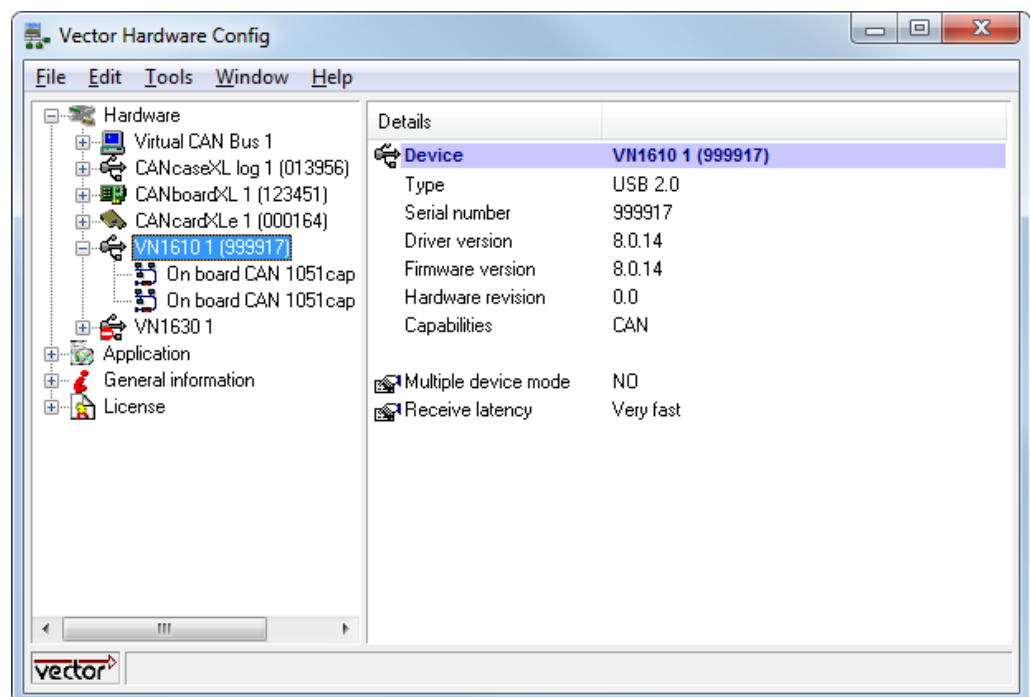 Vector Hardware Config
File Edit Tools Window Help
Hardware
Virtual CAN Bus 1
CANcaseXL log 1 (013956)
CANboardXL 1 (123451)
CANcardXLe 1 (000164)
VN1610 1 (999917)
On board CAN 1051cap
On board CAN 1051cap
VN1630 1
Application
General information
License
Details
Device VN1610 1 (999917)
Type USB 2.0
Serial number 999917
Driver version 8.0.14
Firmware version 8.0.14
Hardware revision 0.0
Capabilities CAN
Multiple device mode NO
Receive latency Very fast
vector